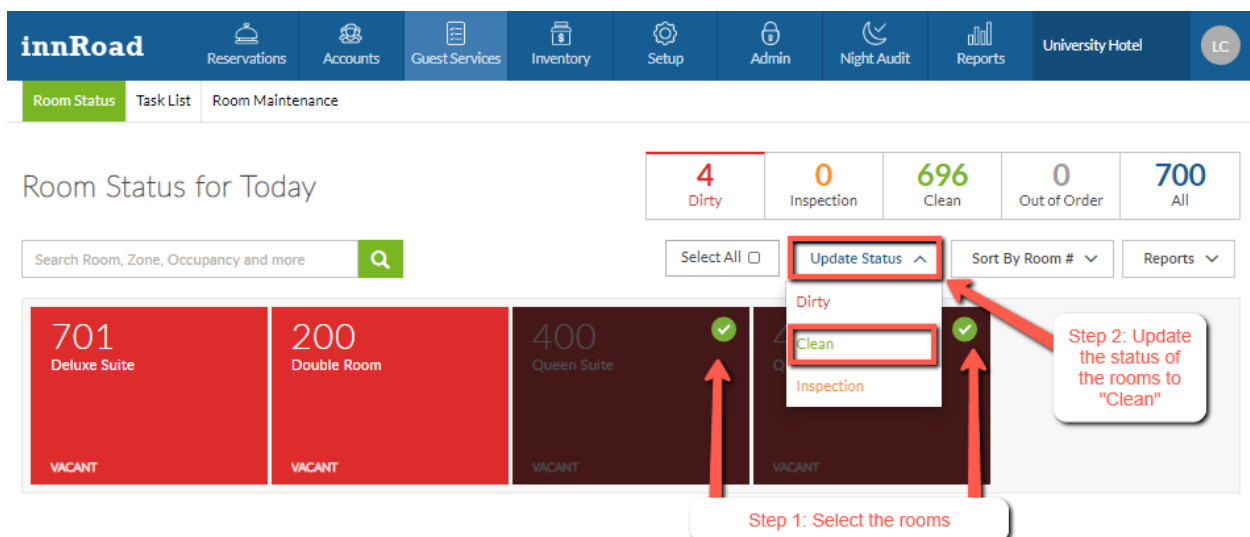 innRoad
Reservations
Accounts
Guest Services
Inventory
Setup
Admin
Night Audit
Reports
University Hotel
LC
Room Status
Task List
Room Maintenance
Room Status for Today
4
Dirty
0
Inspection
696
Clean
0
Out of Order
700
All
Search Room, Zone, Occupancy and more
Select All
Update Status
Sort By Room #
Reports
Dirty
Clean
Inspection
701
Deluxe Suite
VACANT
200
Double Room
VACANT
400
Queen Suite
VACANT
4
Q
VACANT
Step 2: Update
the status of
the rooms to
"Clean"
Step 1: Select the rooms